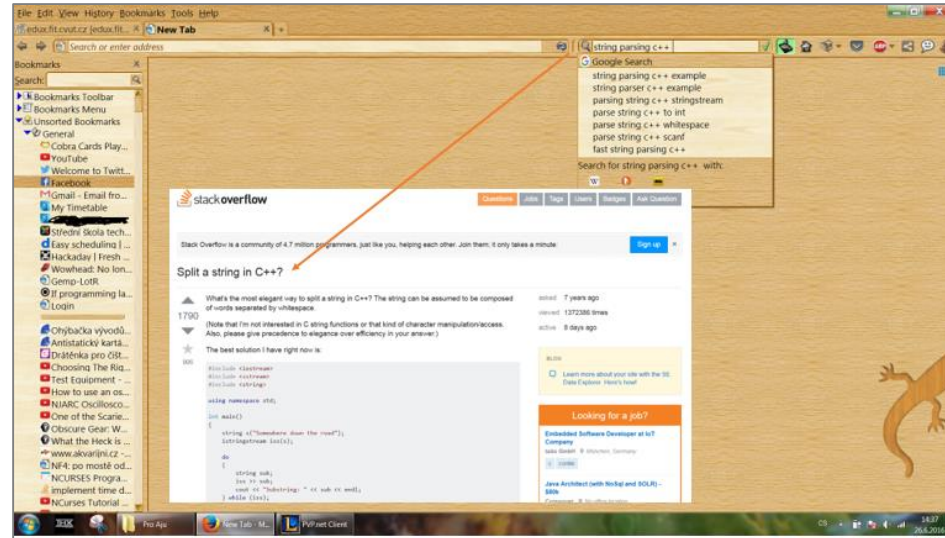 File Edit View History Bookmarks Tools Help
edux.fit.cvut.cz [edux.fit...
New Tab
Search or enter address
string parsing c++
Bookmarks
Search:
Bookmarks Toolbar
Bookmarks Menu
Unsorted Bookmarks
General
Cobra Cards Play...
YouTube
Welcome to Twitt...
Facebook
Gmail - Email fro...
My Timetable
Střední škola tech...
Easy scheduling | ...
Hackaday | Fresh ...
Wowhead: No lon...
Gemp-LotR
If programming la...
Login
Ohýbačka vývodů...
Antistatický kartá...
Drátěnka pro čišt...
Choosing The Rig...
Test Equipment - ...
How to use an os...
NJARC Oscillosco...
One of the Scarie...
Obscure Gear: W...
What the Heck is ...
www.akvarijni.cz -...
NF4: po mostě od...
NCURSES Progra...
implement time d...
NCurses Tutorial ...
Google Search
string parsing c++ example
string parser c++ example
parsing string c++ stringstream
parse string c++ to int
parse string c++ whitespace
parse string c++ scanf
fast string parsing c++
Search for string parsing c++ with:
W
stackoverflow
Questions Jobs Tags Users Badges Ask Question
Stack Overflow is a community of 4.7 million programmers, just like you, helping each other. Join them; it only takes a minute:
Sign up
Split a string in C++?
1790
What's the most elegant way to split a string in C++? The string can be assumed to be composed
of words separated by whitespace.
(Note that I'm not interested in C string functions or that kind of character manipulation/access.
Also, please give precedence to elegance over efficiency in your answer.)
The best solution I have right now is:
#include <iostream>
#include <sstream>
#include <string>
using namespace std;
int main()
{
string s("Somewhere down the road");
istringstream iss(s);
do
{
string sub;
iss >> sub;
cout << "Substring: " << sub << endl;
} while (iss);
asked 7 years ago
viewed 1372386 times
active 8 days ago
BLOG
Learn more about your site with the SE
Data Explorer. Here's how!
Looking for a job?
Embedded Software Developer at IoT
Company
München, Germany
Java Architect (with NoSql and SOLR) -
Pro Aju
New Tab - M...
PVP.net Client
CS
14:37
26.6.2016